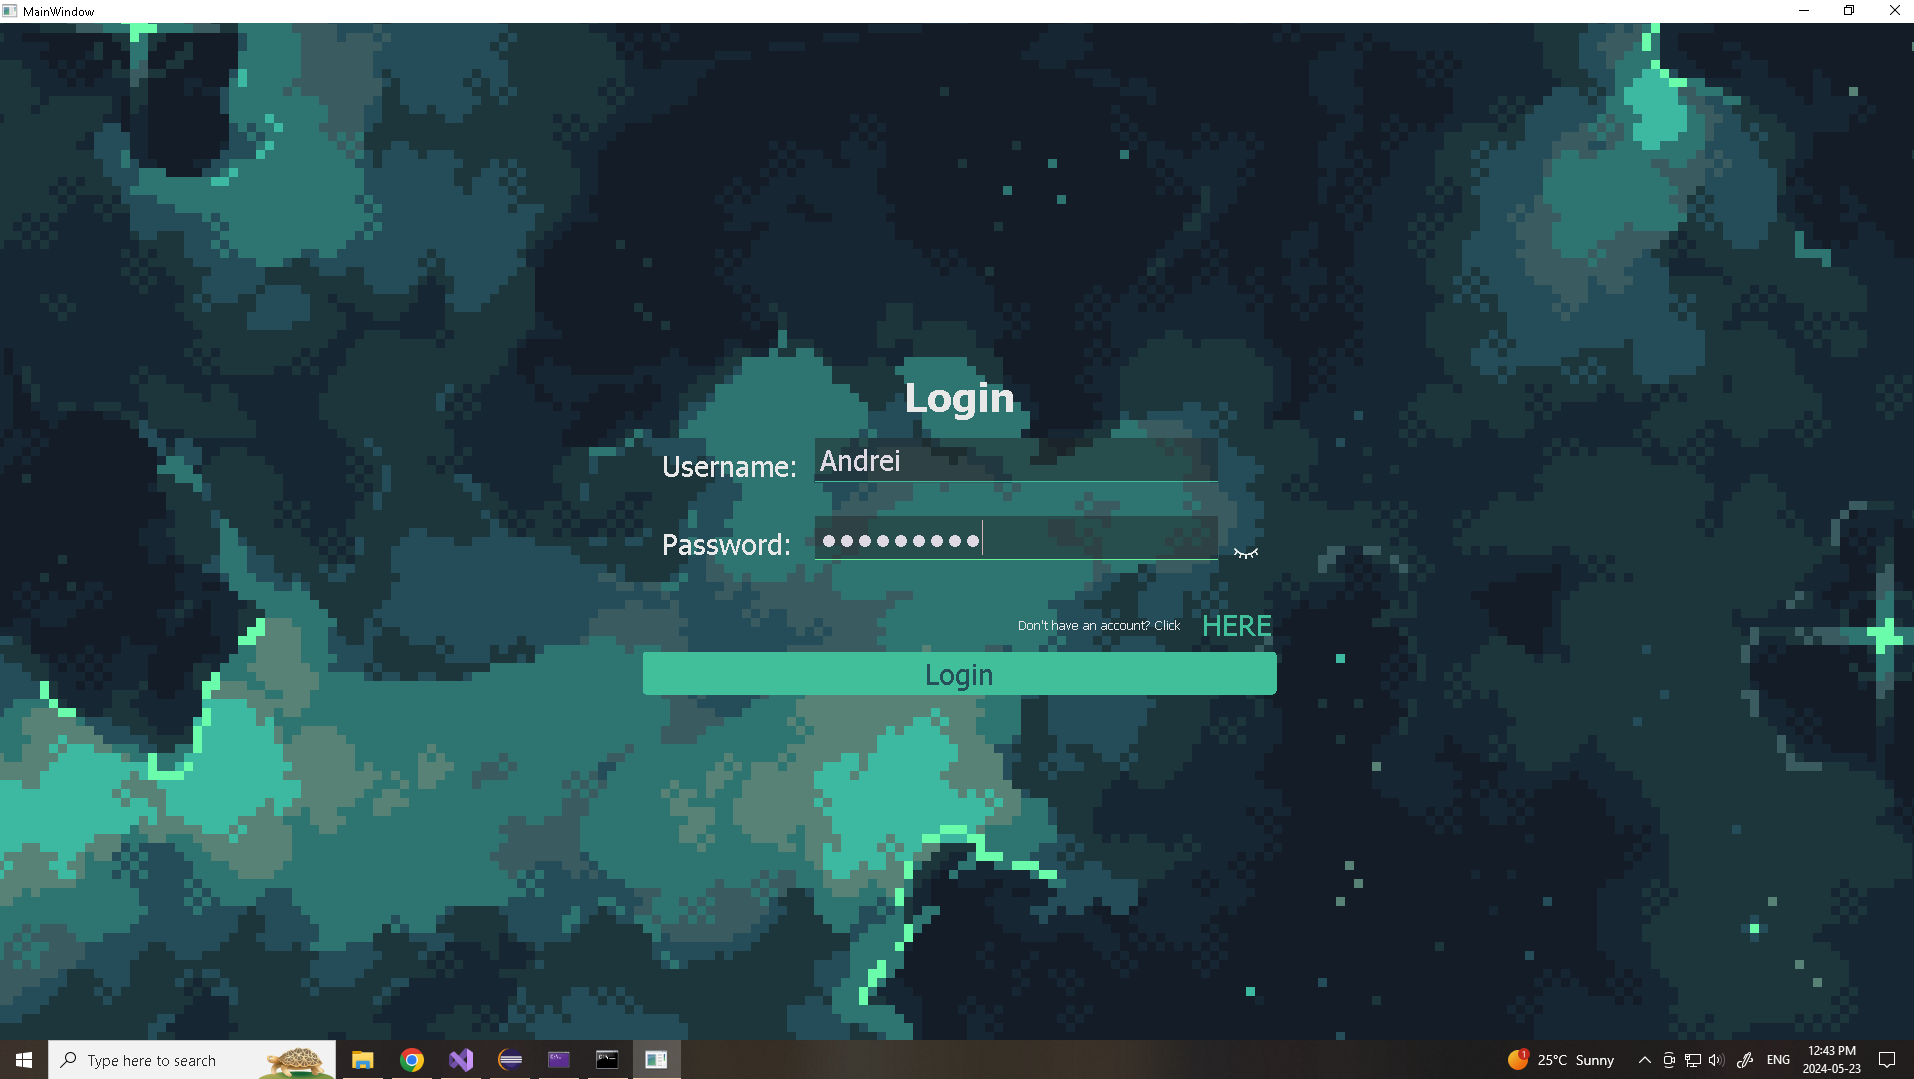 MainWindow
Login
Username: Andrei
Password: ●●●●●●●●●
Don't have an account? Click HERE
Login
Type here to search
25°C Sunny
ENG
12:43 PM
2024-05-23